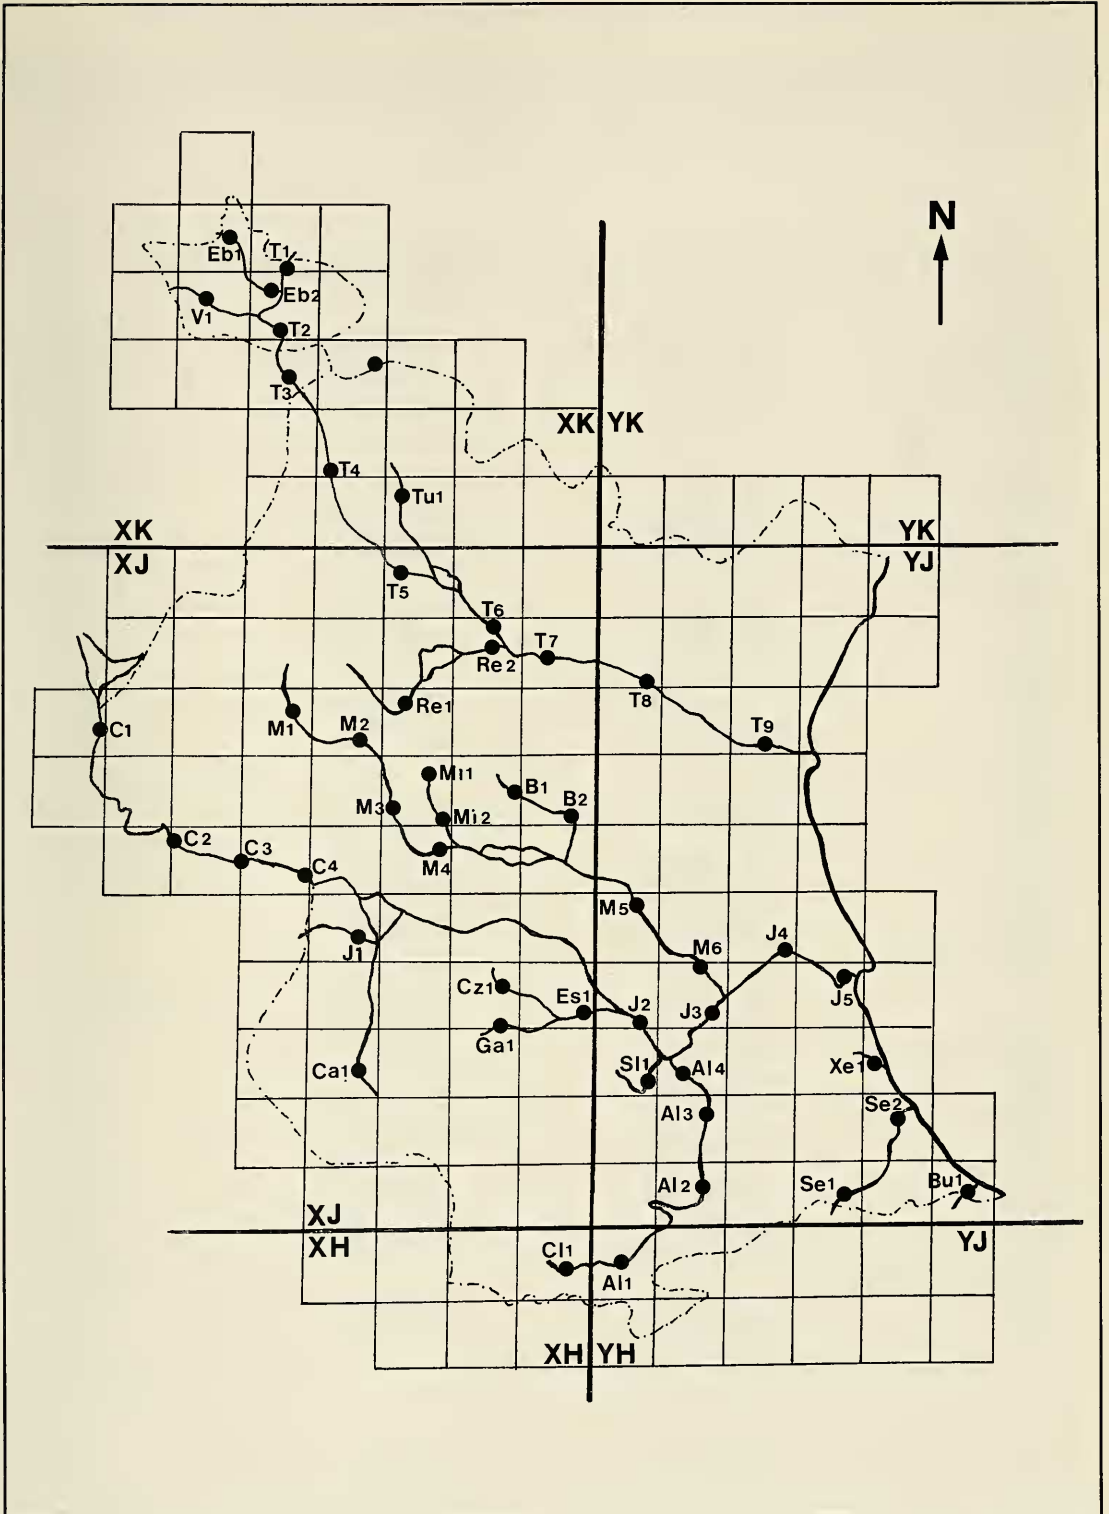 N
Eb1
T1
Eb2
V1
T2
T3
XK YK
T4
Tu1
XK
YK
XJ
YJ
T5
T6
T7
Re2
T8
Re1
M1
M2
C1
T9
Mi1
B1
B2
M3
Mi2
C2
C3
C4
M4
M5
J1
M6
J4
J5
Cz1
Es1
J2
J3
Ga1
Sl1
Al4
Xe1
Ca1
Al3
Se2
Al2
Se1
Bu1
XJ
XH
YJ
Cl1
Al1
XH YH